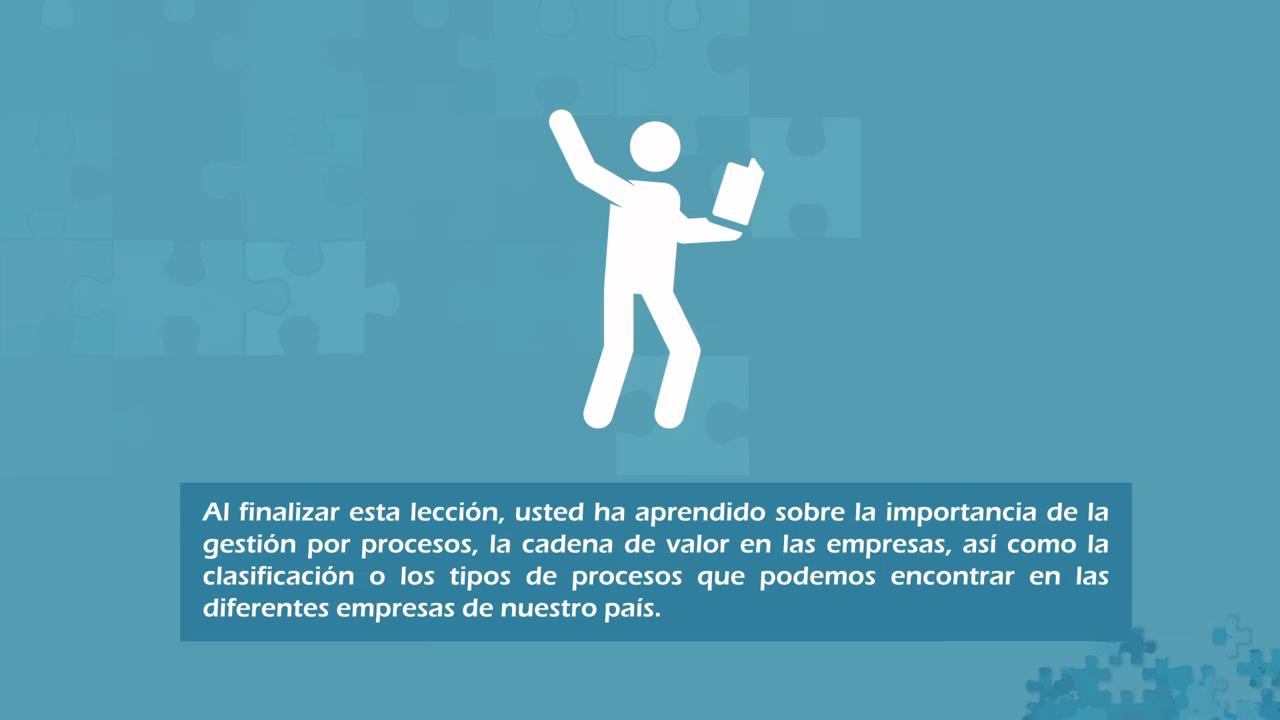 Al finalizar esta lección, usted ha aprendido sobre la importancia de la
gestión por procesos, la cadena de valor en las empresas, así como la
clasificación o los tipos de procesos que podemos encontrar en las
diferentes empresas de nuestro país.